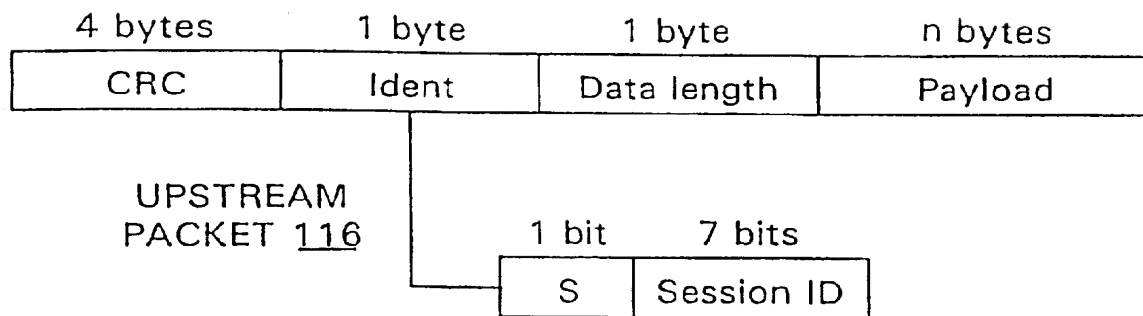 4 bytes 1 byte 1 byte n bytes
CRC Ident Data length Payload
UPSTREAM
PACKET 116
1 bit 7 bits
S Session ID